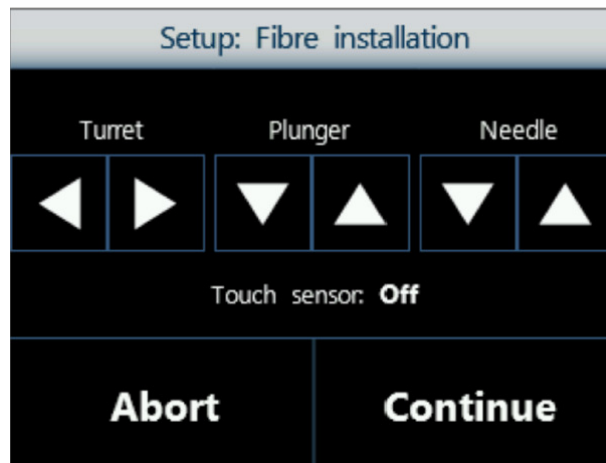 Setup: Fibre installation
Turret Plunger Needle
Touch sensor: Off
Abort Continue